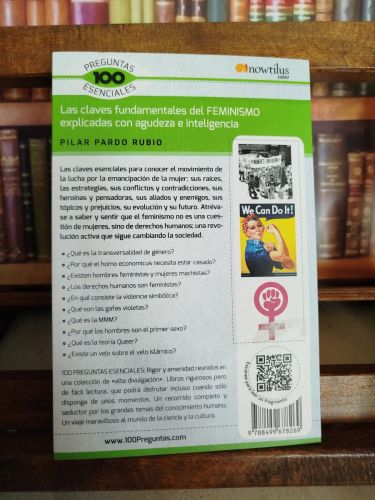 PREGUNTAS
100
ESENCIALES
nowtilus
saber
Las claves fundamentales del FEMINISMO
explicadas con agudeza e inteligencia
PILAR PARDO RUBIO
Las claves esenciales para conocer el movimiento de
la lucha por la emancipación de la mujer: sus raíces,
las estrategias, sus conflictos y contradicciones, sus
heroínas y pensadoras, sus aliados y enemigos, sus
tópicos y prejuicios, su evolución y su futuro. Atréva-
se a saber y sentir que el feminismo no es una cues-
tión de mujeres, sino de derechos humanos; una revo-
lución activa que sigue cambiando la sociedad.
• ¿Qué es la transversalidad de género?
• ¿Por qué el homo economicus necesita estar casado?
• ¿Existen hombres feministas y mujeres machistas?
• ¿Los derechos humanos son feministas?
• ¿En qué consiste la violencia simbólica?
• ¿Qué son las gafas violetas?
• ¿Qué es la MMM?
• ¿Por que los hombres son el primer sexo?
• ¿Qué es la teoría Queer?
• ¿Existe un velo sobre el velo islámico?
100 PREGUNTAS ESENCIALES: Rigor y amenidad reunidos en
una colección de «alta divulgación». Libros rigurosos pero
de fácil lectura, que podrá disfrutar incluso cuando sólo
disponga de unos momentos. Un recorrido completo y
seductor por los grandes temas del conocimiento humano.
Un viaje maravilloso al mundo de la ciencia y la cultura.
www.100Preguntas.com
We Can Do It!
Escanee para leer un fragmento
9 788499 678269